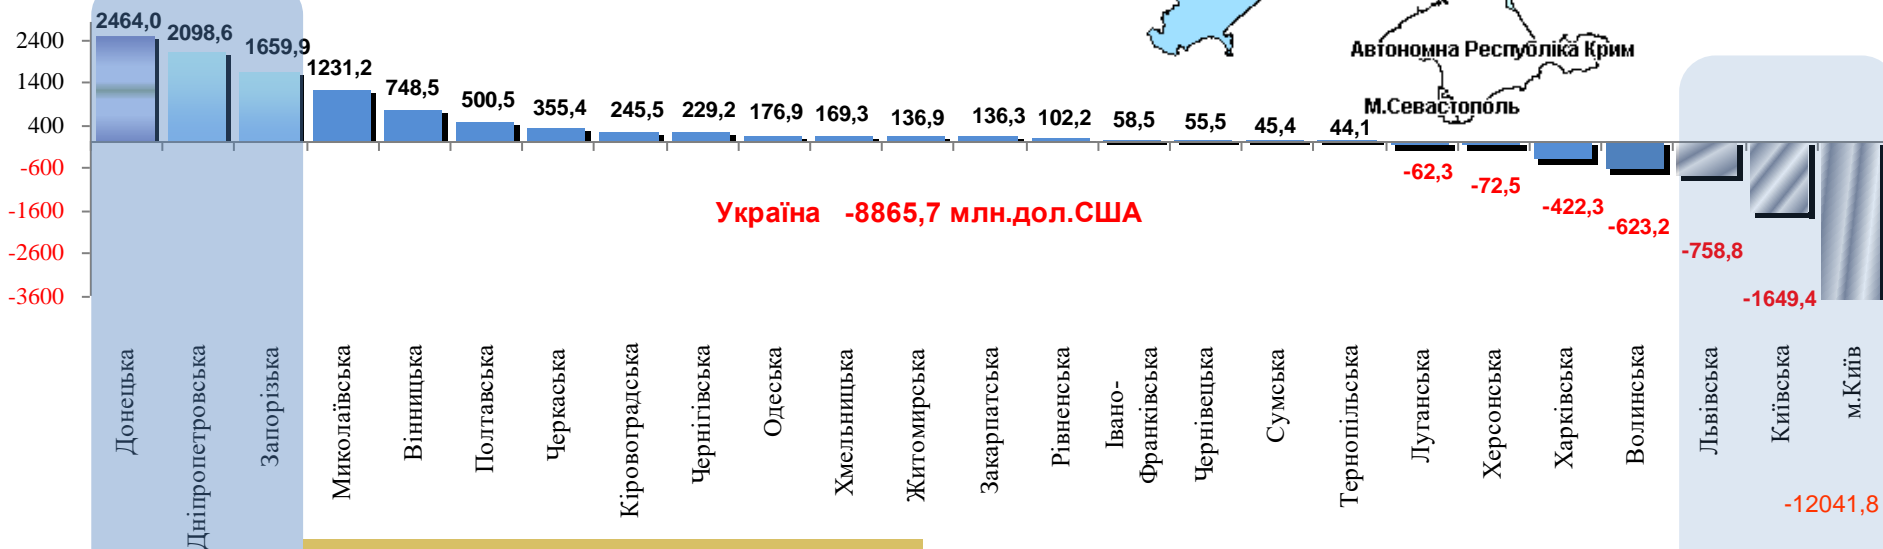 2464,0
2098,6
1659,9
1231,2
748,5
500,5
355,4
245,5
229,2
176,9
169,3
136,9
136,3
102,2
58,5
55,5
45,4
44,1
-62,3
-72,5
-422,3
-623,2
-758,8
-1649,4
-12041,8
2400
1400
400
-600
-1600
-2600
-3600
Автономна Республіка Крим
М.Севастополь
Україна -8865,7 млн.дол.США
Донецька
Дніпропетровська
Запорізька
Миколаївська
Вінницька
Полтавська
Черкаська
Кіровоградська
Чернігівська
Одеська
Хмельницька
Житомирська
Закарпатська
Рівненська
Івано-
Франківська
Чернівецька
Сумська
Тернопільська
Луганська
Херсонська
Харківська
Волинська
Львівська
Київська
м.Київ